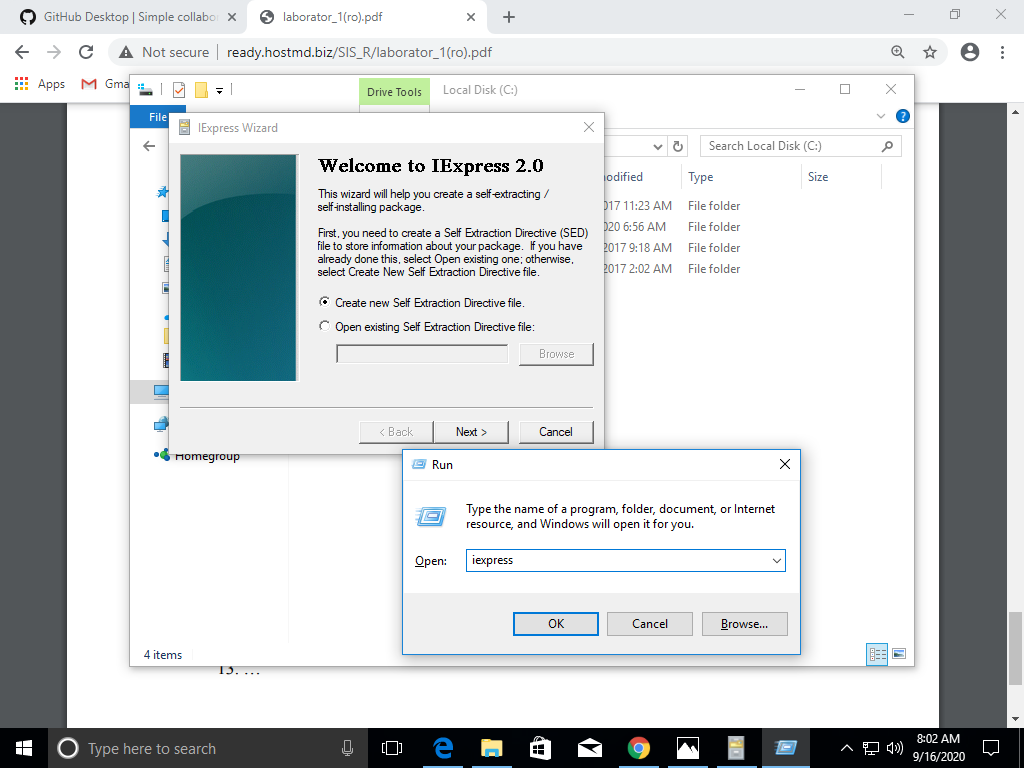 GitHub Desktop | Simple collabo
laborator_1(ro).pdf
Not secure
ready.hostmd.biz/SIS_R/laborator_1(ro).pdf
Apps
Gma
Drive Tools
Local Disk (C:)
File
IExpress Wizard
Search Local Disk (C:)
Type
Size
017 11:23 AM File folder
020 6:56 AM File folder
2017 9:18 AM File folder
2017 2:02 AM File folder
Welcome to IExpress 2.0
This wizard will help you create a self-extracting /
self-installing package.
First, you need to create a Self Extraction Directive (SED)
file to store information about your package. If you have
already done this, select Open existing one; otherwise,
select Create New Self Extraction Directive file.
Create new Self Extraction Directive file.
Open existing Self Extraction Directive file:
Browse
< Back
Next >
Cancel
Homegroup
Run
Type the name of a program, folder, document, or Internet
resource, and Windows will open it for you.
Open:
iexpress
OK
Cancel
Browse...
4 items
13. ...
Type here to search
8:02 AM
9/16/2020